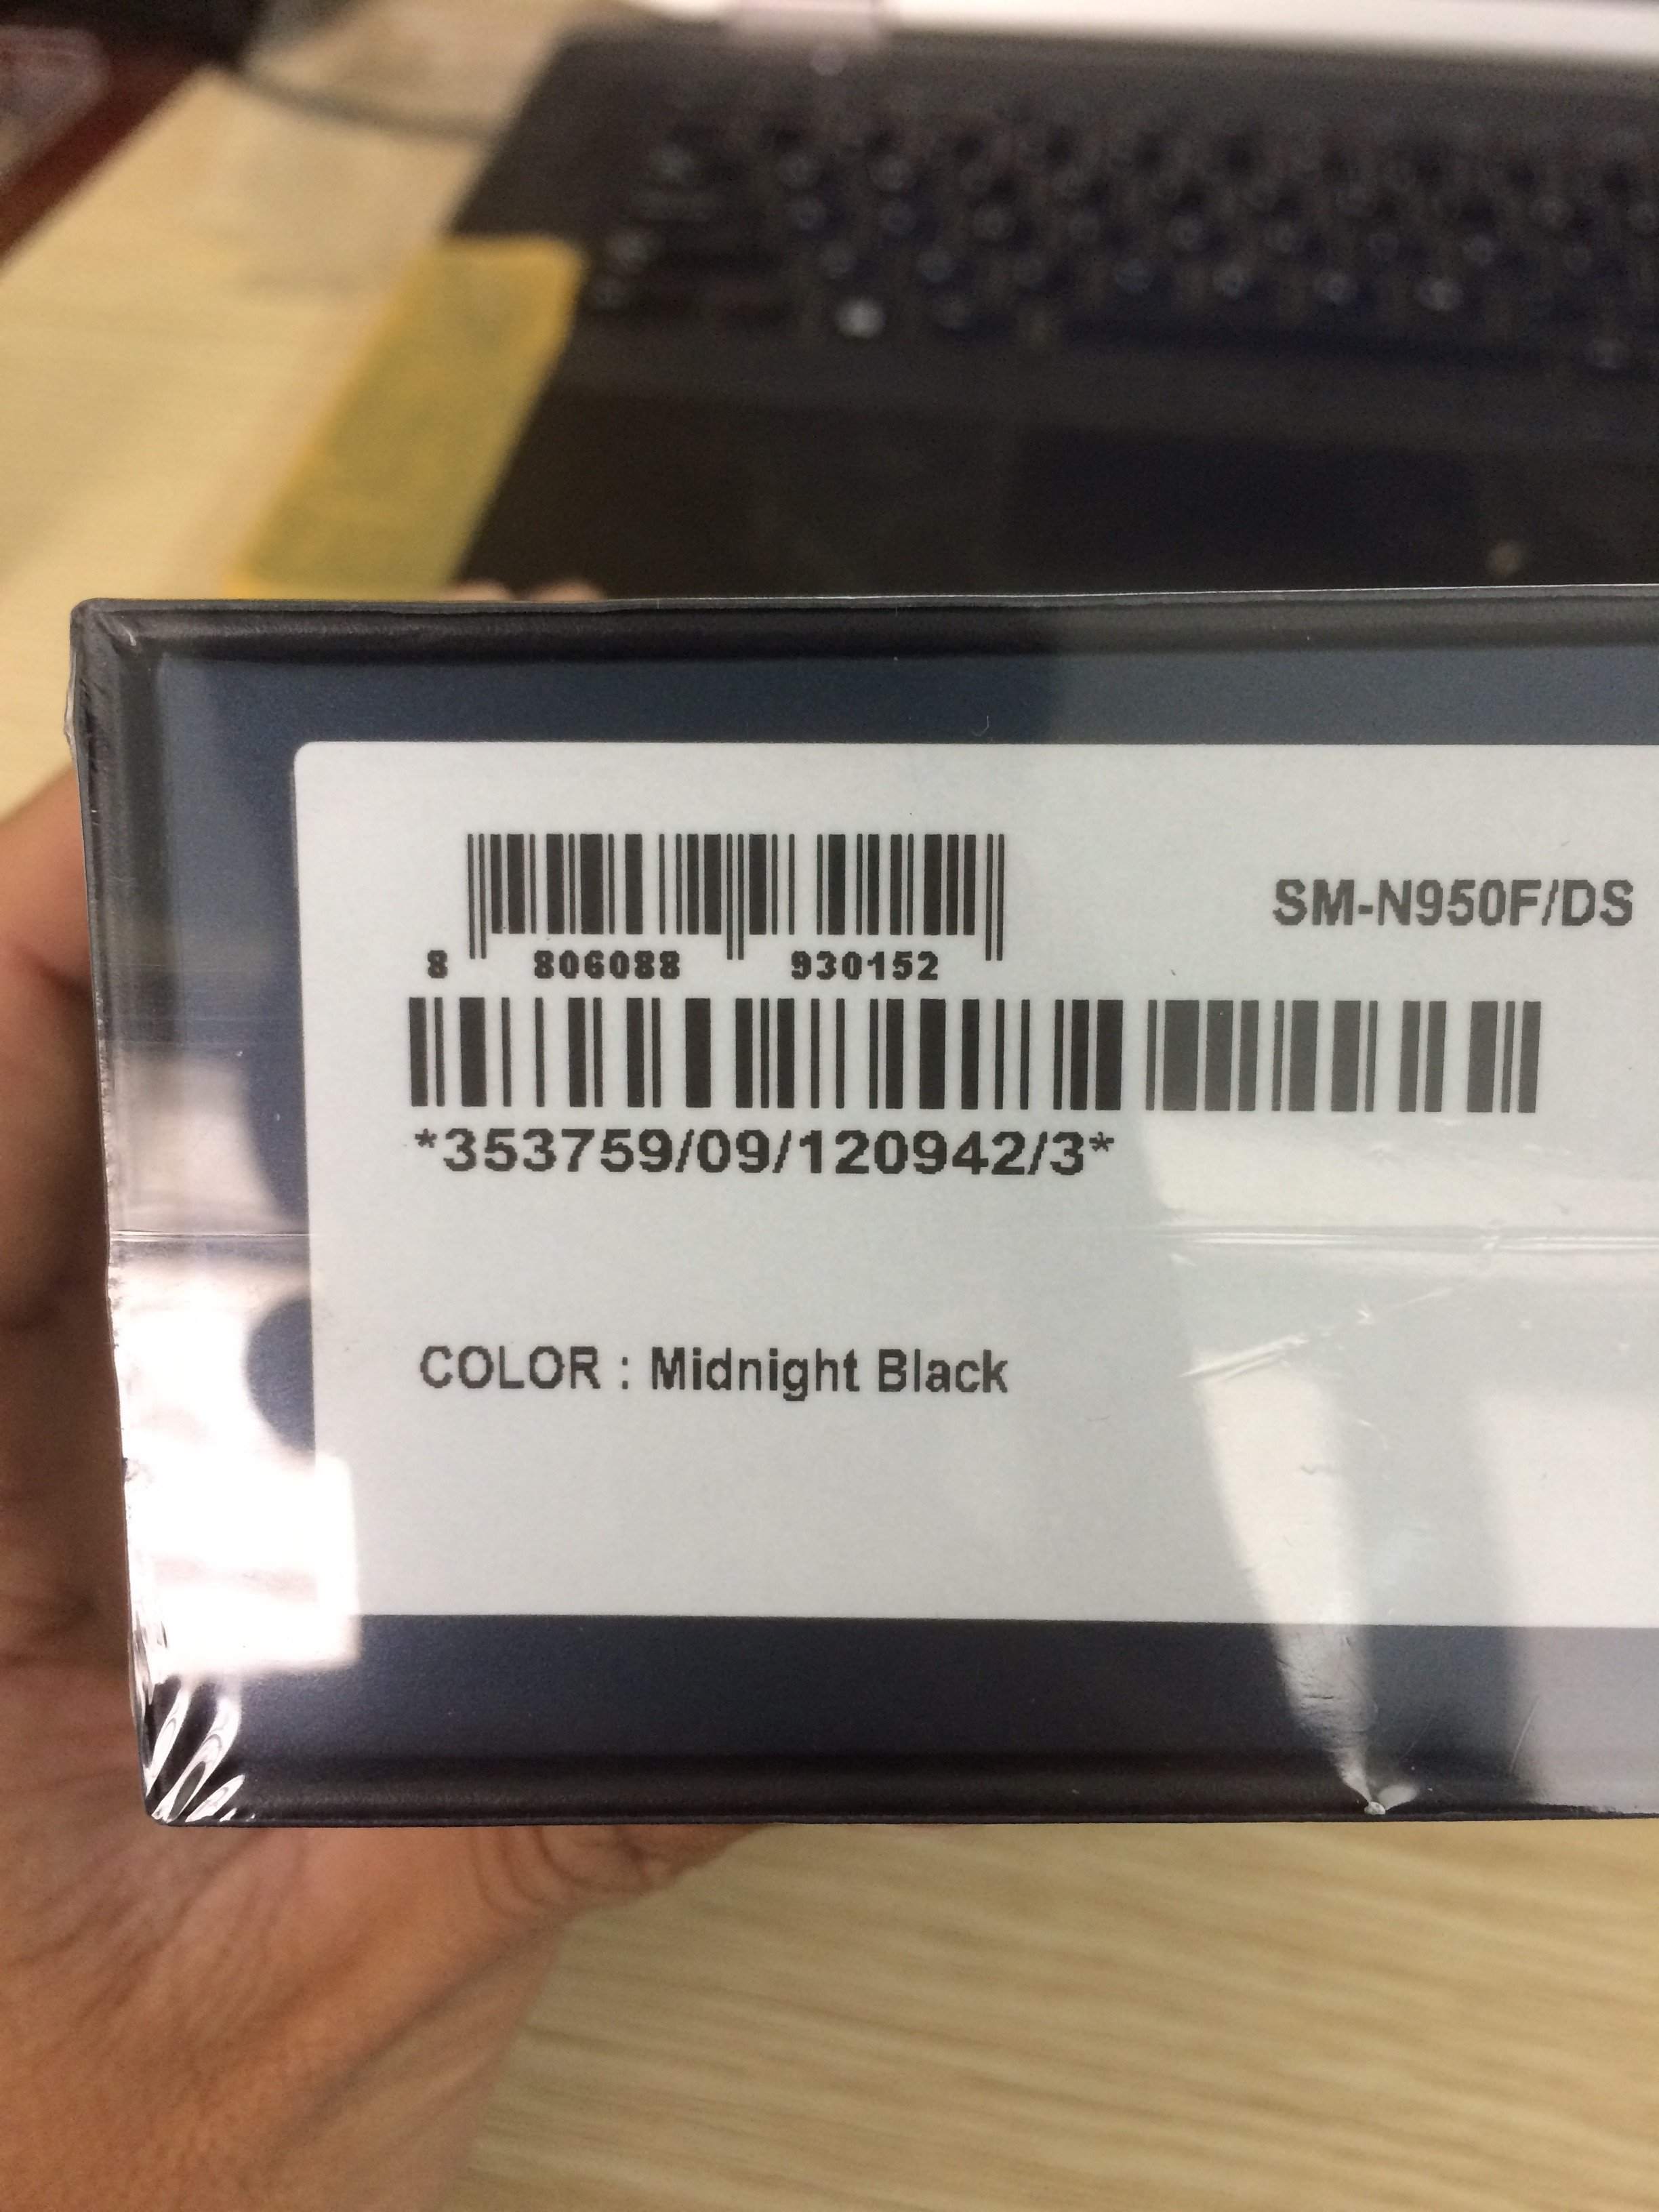 SM-N950F/DS
8 806088 930152
*353759/09/120942/3*
COLOR : Midnight Black